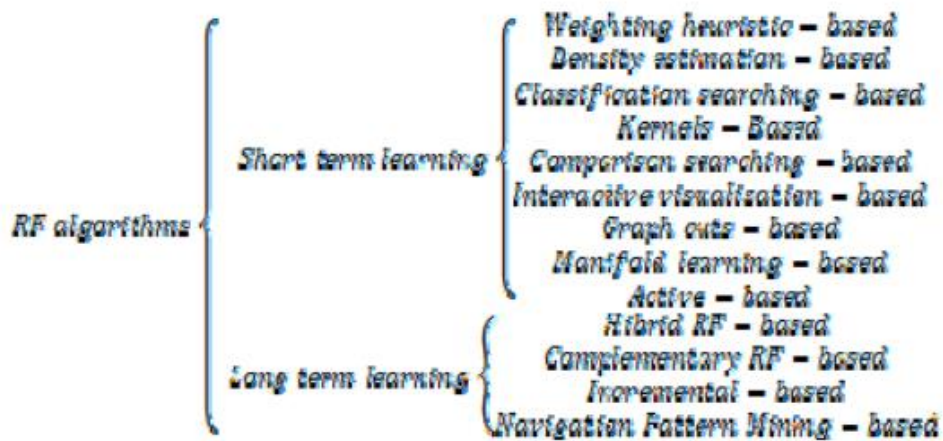 Weighting heuristic – based
Density estimation – based
Classification searching – based
Kernels – Based
Short term learning
Comparison searching – based
Interactive visualisation – based
RF algorithms
Graph cuts – based
Manifold learning – based
Active – based
Hibrid RF – based
Complementary RF – based
Long term learning
Incremental – based
Navigation Pattern Mining – based